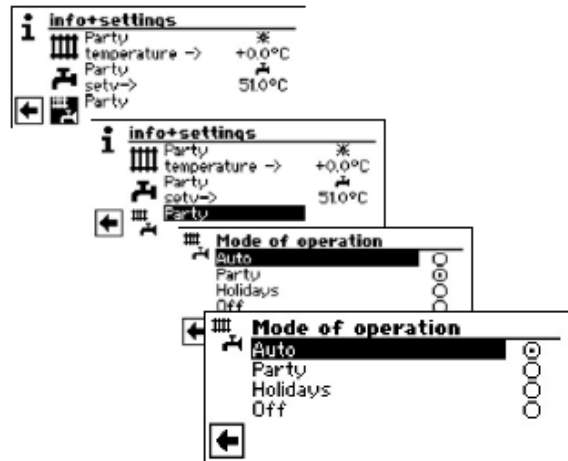 info+settings
Party
temperature -> +0.0°C
Party
setv-> 51.0°C
Party
info+settings
Party
temperature -> +0.0°C
Party
setv-> 51.0°C
Party
Mode of operation
Auto
Party
Holidays
Off
Mode of operation
Auto
Party
Holidays
Off